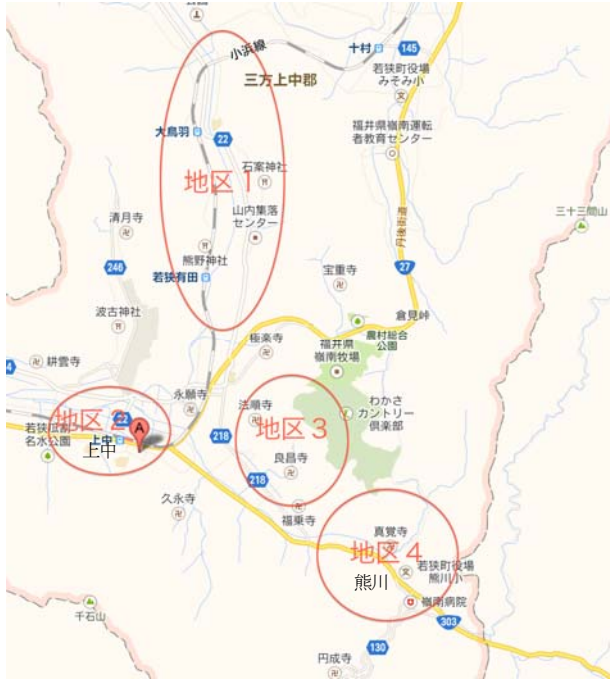 小浜線
十村
145
三方上中郡
若狭町役場
みそみ小
大鳥羽
22
福井県嶺南運転
者教育センター
石案神社
地区1
山内集落
センター
三十三間山
清月寺
丹後街道
熊野神社
246
若狭有田
宝重寺
27
波古神社
倉見峠
農村総合
公園
極楽寺
福井県
嶺南牧場
耕雲寺
永願寺
わかさ
カントリー
倶楽部
地区2
22
A
法順寺
地区3
上中
218
名水公園
上中
良昌寺
218
久永寺
福乗寺
真覚寺
地区4
若狭町役場
熊川小
熊川
嶺南病院
千石山
303
130
円成寺